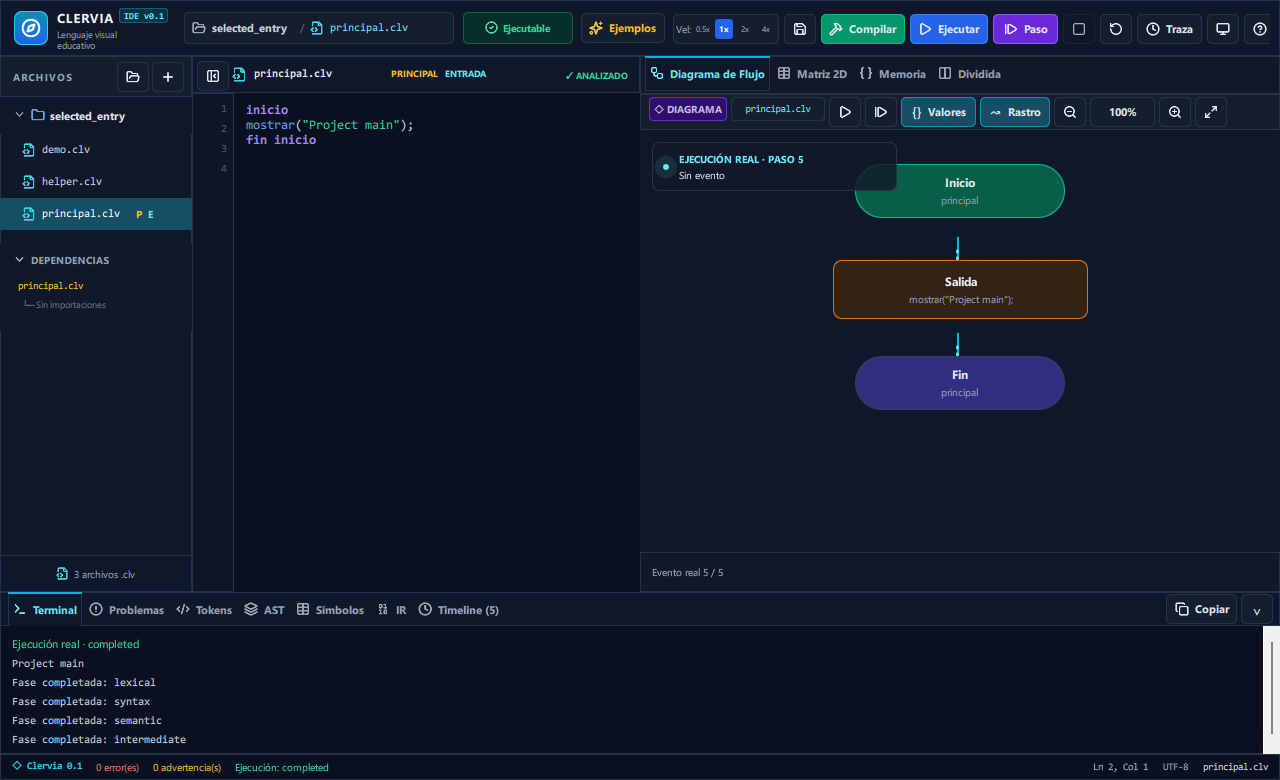 CLERVIA IDE v0.1
Lenguaje visual
educativo
selected_entry / principal.clv
Ejecutable
Ejemplos
Vel: 0.5x 1x 2x 4x
Compilar
Ejecutar
Paso
Traza
ARCHIVOS
selected_entry
demo.clv
helper.clv
principal.clv P E
DEPENDENCIAS
principal.clv
└─ Sin importaciones
3 archivos .clv
principal.clv PRINCIPAL ENTRADA ✓ ANALIZADO
1 inicio
2 mostrar("Project main");
3 fin inicio
4
Diagrama de Flujo Matriz 2D Memoria Dividida
DIAGRAMA principal.clv {} Valores Rastro 100%
EJECUCIÓN REAL · PASO 5
Sin evento
Inicio
principal
Salida
mostrar("Project main");
Fin
principal
Evento real 5 / 5
Terminal Problemas Tokens AST Símbolos IR Timeline (5) Copiar
Ejecución real · completed
Project main
Fase completada: lexical
Fase completada: syntax
Fase completada: semantic
Fase completada: intermediate
Clervia 0.1 0 error(es) 0 advertencia(s) Ejecución: completed Ln 2, Col 1 UTF-8 principal.clv